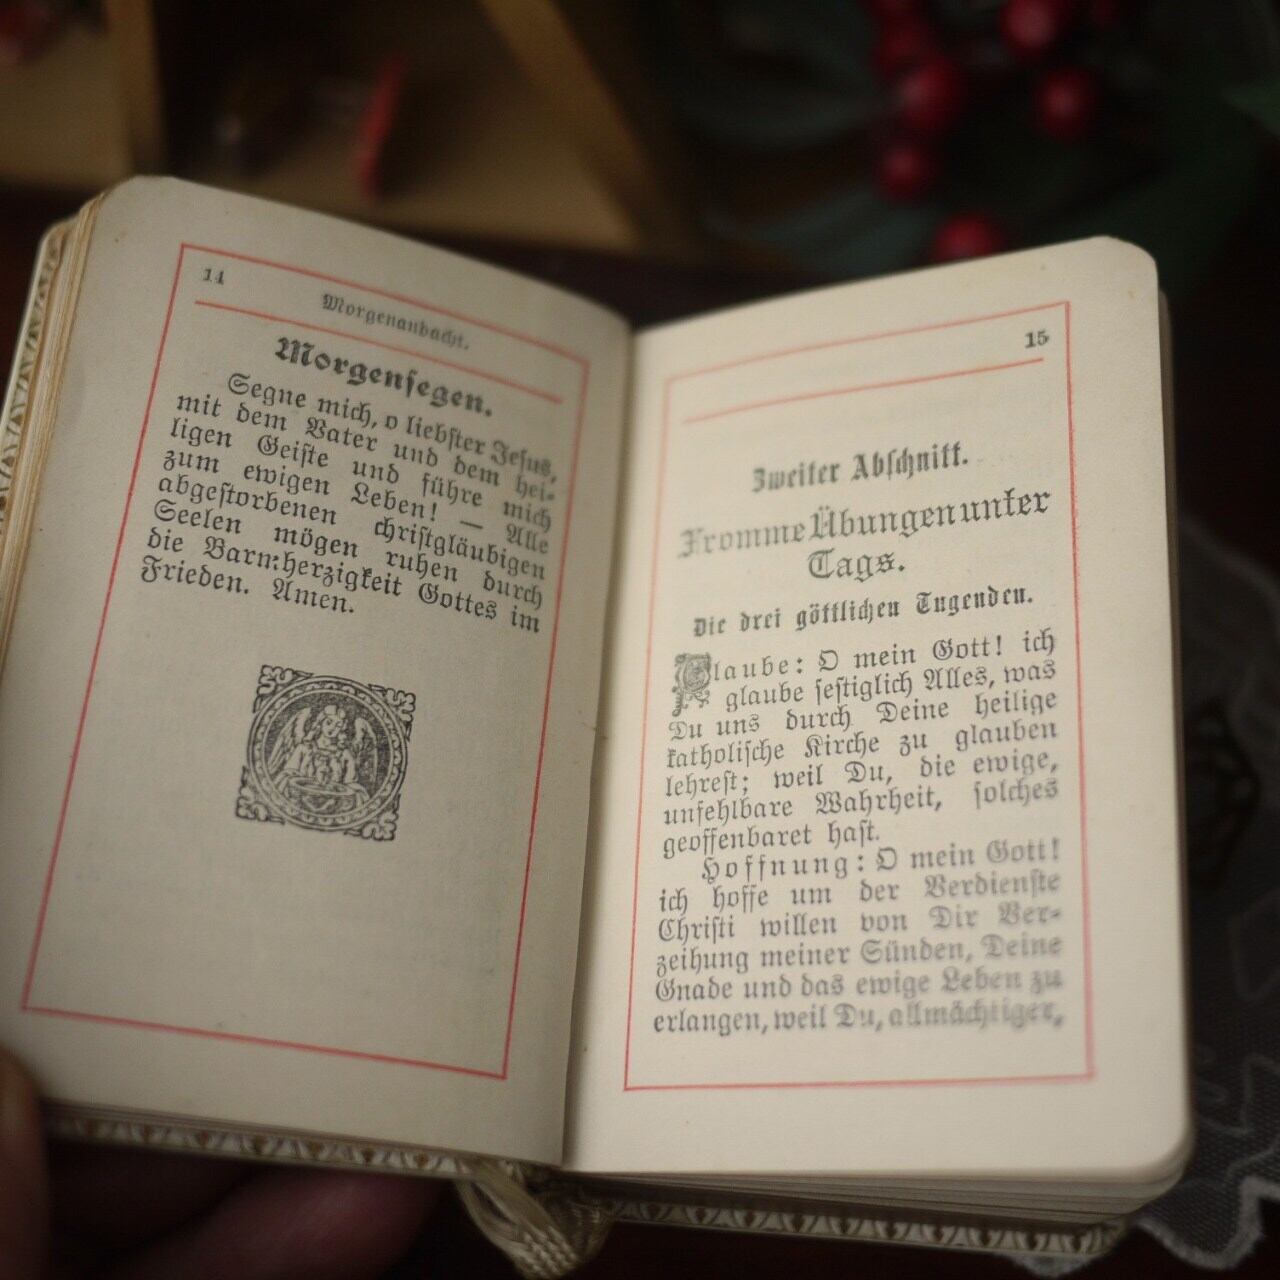 14
Morgenandacht.
Morgensegen.
Segne mich, o liebster Jesus,
mit dem Vater und dem hei-
ligen Geiste und führe mich
zum ewigen Leben! — Alle
abgestorbenen christgläubigen
Seelen mögen ruhen durch
die Barmherzigkeit Gottes im
Frieden. Amen.
15
Zweiter Abschnitt.
Fromme Übungen unter
Tags.
Die drei göttlichen Tugenden.
Glaube: O mein Gott! ich
glaube festiglich Alles, was
Du uns durch Deine heilige
katholische Kirche zu glauben
lehrest; weil Du, die ewige,
unfehlbare Wahrheit, solches
geoffenbaret hast.
Hoffnung: O mein Gott!
ich hoffe um der Verdienste
Christi willen von Dir Ver-
zeihung meiner Sünden, Deine
Gnade und das ewige Leben zu
erlangen, weil Du, allmächtiger,